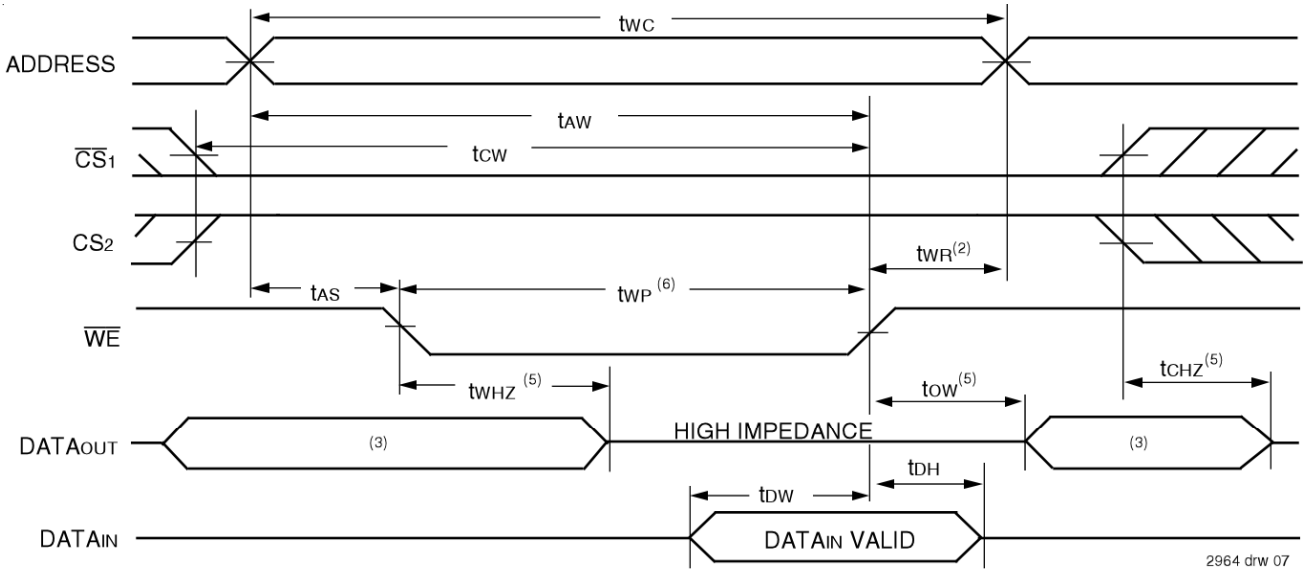 tWC
ADDRESS
tAW
tCW
CS1
CS2
tWR(2)
tAS
tWP (6)
WE
tWHZ (5)
tOW(5)
tCHZ(5)
DATAOUT
(3)
HIGH IMPEDANCE
(3)
tDW
tDH
DATAIN
DATAIN VALID
2964 drw 07